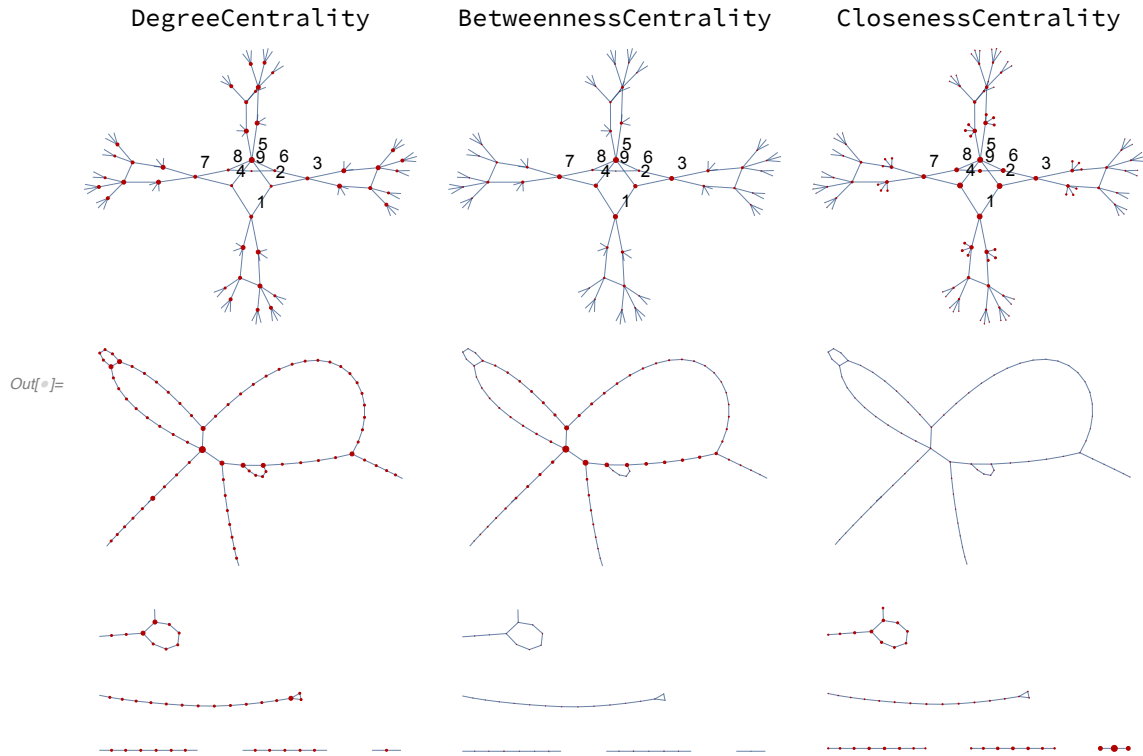 DegreeCentrality BetweennessCentrality ClosenessCentrality
5 5 5
7 8 9 6 3 7 8 9 6 3 7 8 9 6 3
4 2 4 2 4 2
1 1 1
Out[•]=